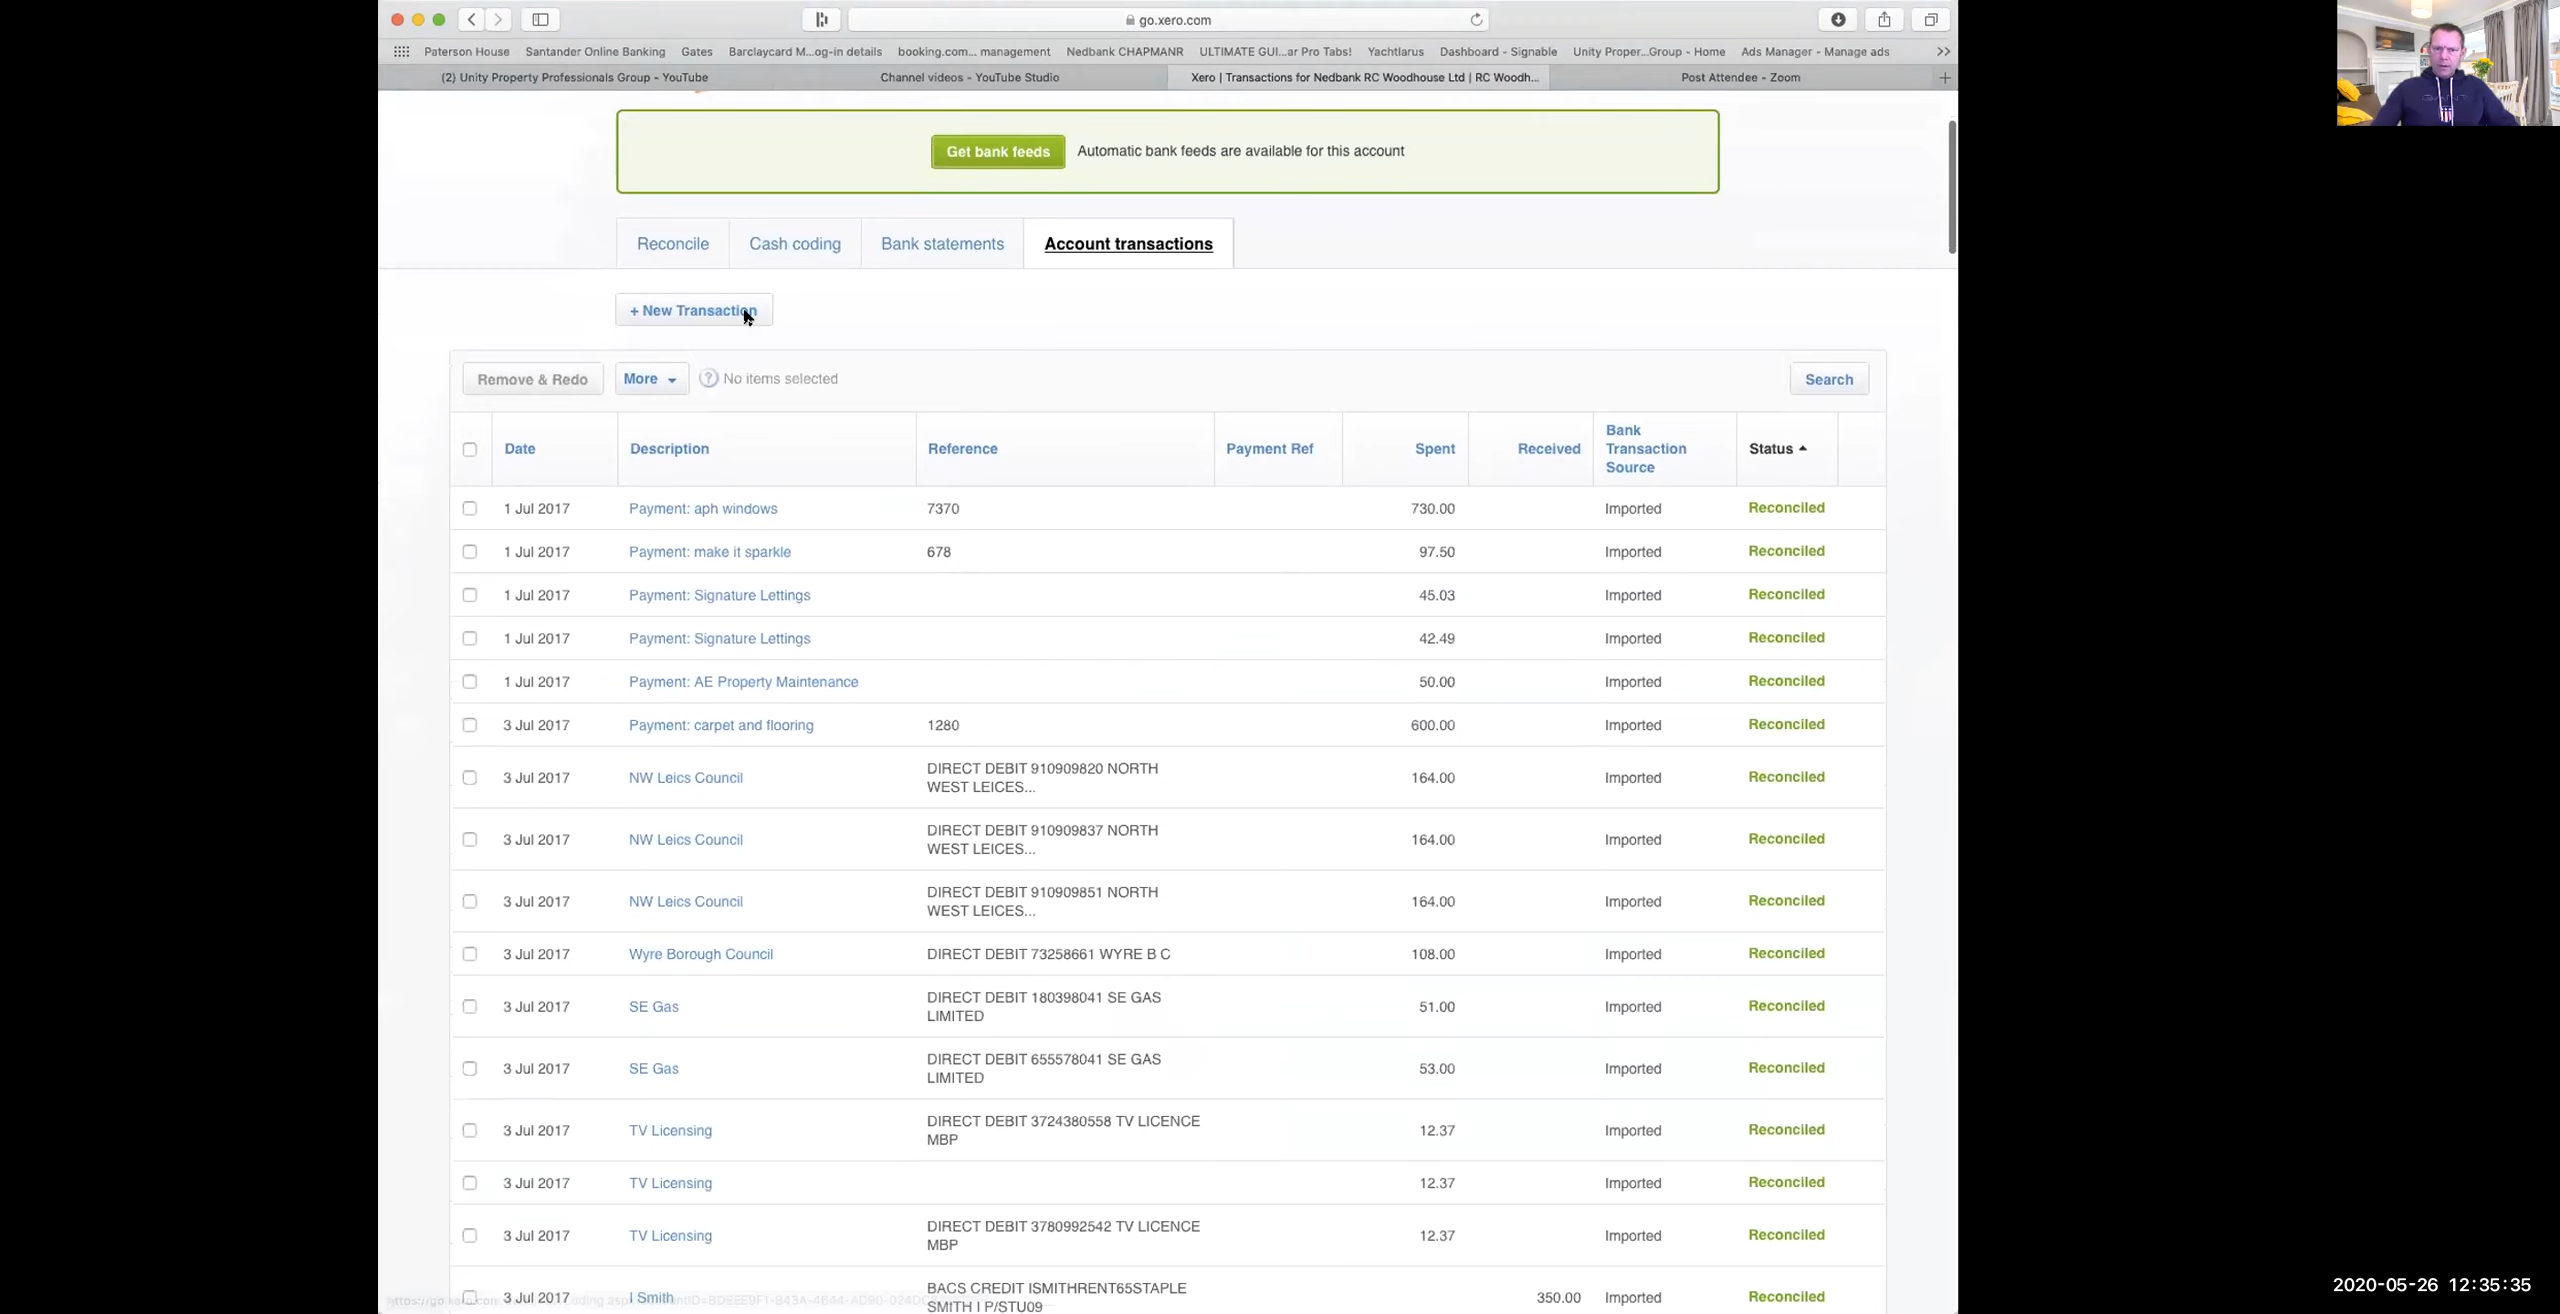 go.xero.com
Paterson House Santander Online Banking Gates Barclaycard M...og-in details booking.com... management Nedbank CHAPMANR ULTIMATE GUI...ar Pro Tabs! Yachtlarus Dashboard - Signable Unity Proper...Group - Home Ads Manager - Manage ads >>
(2) Unity Property Professionals Group - YouTube Channel videos - YouTube Studio Xero | Transactions for Nedbank RC Woodhouse Ltd | RC Woodh... Post Attendee - Zoom +
Get bank feeds Automatic bank feeds are available for this account
Reconcile Cash coding Bank statements Account transactions
+ New Transaction
Remove & Redo More ? No items selected Search
Date Description Reference Payment Ref Spent Received Bank Transaction Source Status
1 Jul 2017 Payment: aph windows 7370 730.00 Imported Reconciled
1 Jul 2017 Payment: make it sparkle 678 97.50 Imported Reconciled
1 Jul 2017 Payment: Signature Lettings 45.03 Imported Reconciled
1 Jul 2017 Payment: Signature Lettings 42.49 Imported Reconciled
1 Jul 2017 Payment: AE Property Maintenance 50.00 Imported Reconciled
3 Jul 2017 Payment: carpet and flooring 1280 600.00 Imported Reconciled
3 Jul 2017 NW Leics Council DIRECT DEBIT 910909820 NORTH WEST LEICES... 164.00 Imported Reconciled
3 Jul 2017 NW Leics Council DIRECT DEBIT 910909837 NORTH WEST LEICES... 164.00 Imported Reconciled
3 Jul 2017 NW Leics Council DIRECT DEBIT 910909851 NORTH WEST LEICES... 164.00 Imported Reconciled
3 Jul 2017 Wyre Borough Council DIRECT DEBIT 73258661 WYRE B C 108.00 Imported Reconciled
3 Jul 2017 SE Gas DIRECT DEBIT 180398041 SE GAS LIMITED 51.00 Imported Reconciled
3 Jul 2017 SE Gas DIRECT DEBIT 655578041 SE GAS LIMITED 53.00 Imported Reconciled
3 Jul 2017 TV Licensing DIRECT DEBIT 3724380558 TV LICENCE MBP 12.37 Imported Reconciled
3 Jul 2017 TV Licensing 12.37 Imported Reconciled
3 Jul 2017 TV Licensing DIRECT DEBIT 3780992542 TV LICENCE MBP 12.37 Imported Reconciled
3 Jul 2017 I Smith BACS CREDIT ISMITHRENT65STAPLE SMITH I P/STU09 350.00 Imported Reconciled
2020-05-26 12:35:35